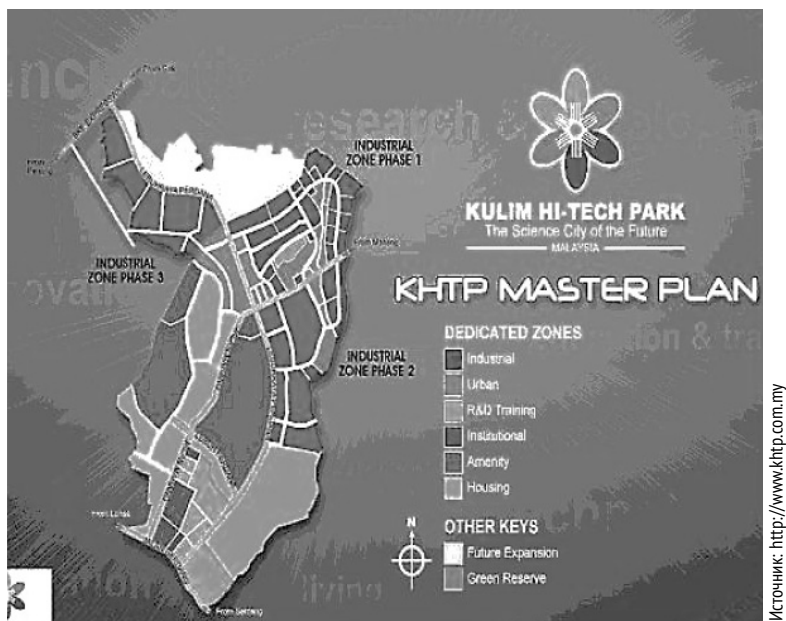 INDUSTRIAL
ZONE PHASE 1
KULIM HI-TECH PARK
The Science City of the Future
MALAYSIA
From Mahang
From
INDUSTRIAL
ZONE PHASE 3
KHTP MASTER PLAN
DEDICATED ZONES
Industrial
Urban
R&D Training
Institutional
Amenity
Housing
INDUSTRIAL
ZONE PHASE 2
From Lunas
N
OTHER KEYS
Future Expansion
Green Reserve
living
From
Источник: http://www.khtp.com.my